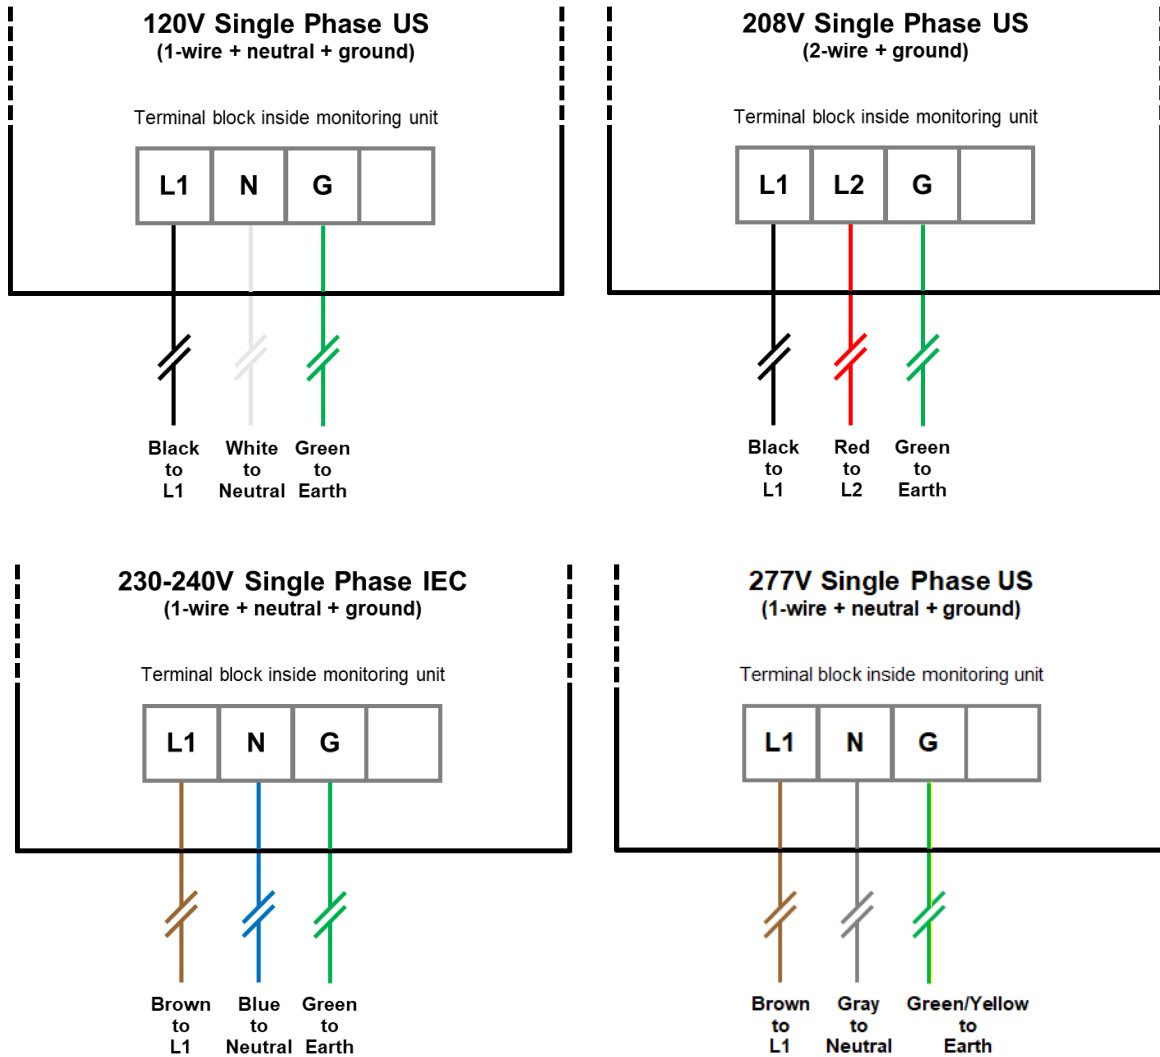 120V Single Phase US
(1-wire + neutral + ground)
Terminal block inside monitoring unit
L1 N G
Black to L1
White to Neutral
Green to Earth
208V Single Phase US
(2-wire + ground)
Terminal block inside monitoring unit
L1 L2 G
Black to L1
Red to L2
Green to Earth
230-240V Single Phase IEC
(1-wire + neutral + ground)
Terminal block inside monitoring unit
L1 N G
Brown to L1
Blue to Neutral
Green to Earth
277V Single Phase US
(1-wire + neutral + ground)
Terminal block inside monitoring unit
L1 N G
Brown to L1
Gray to Neutral
Green/Yellow to Earth